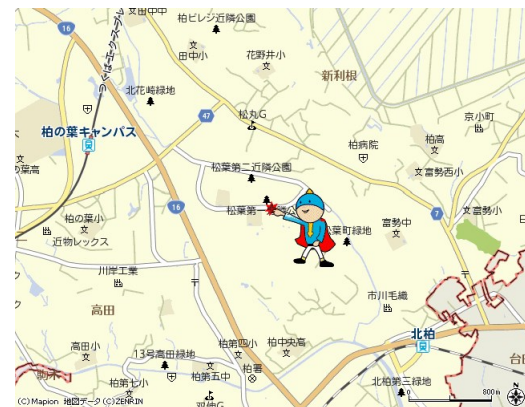 16
つくばエクスプレ
田中中
柏ビレジ近隣公園
田中小
花野井小
新利根
北花崎緑地
47
松丸G
京小町
柏の葉キャンパス
柏病院
柏高
の葉高
松葉第二近隣公園
富勢西小
松葉第一
公
16
7
柏の葉小
松葉町緑地
富勢中
富勢小
近物レックス
川岸工業
市川毛織
高田
高田小
13号高田緑地
柏第四小
柏中央高
北柏
柏第七小
柏第五中
柏署
北柏第三緑地
0
800m
N
(C)Mapion 地図データ(C)ZENRIN